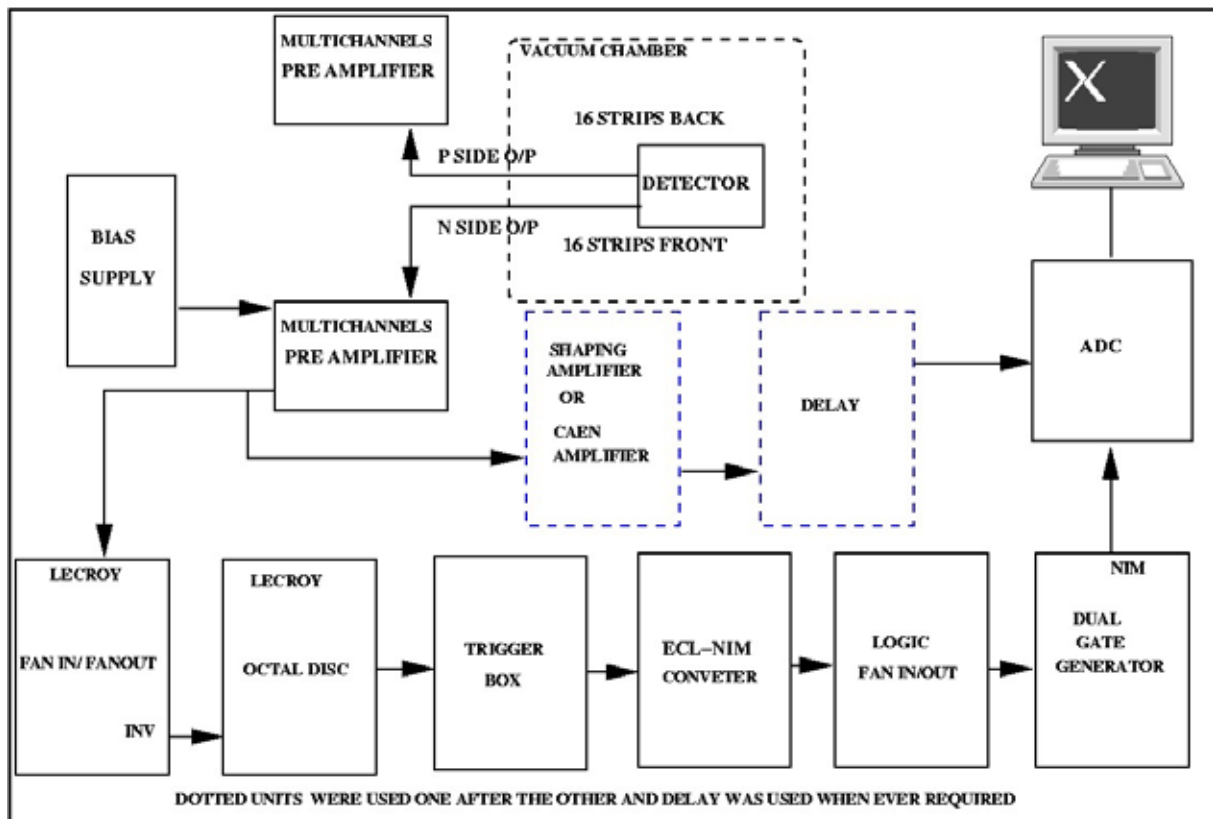 MULTICHANNELS
PRE AMPLIFIER
VACUUM CHAMBER
16 STRIPS BACK
P SIDE O/P
DETECTOR
N SIDE O/P
16 STRIPS FRONT
BIAS
SUPPLY
MULTICHANNELS
PRE AMPLIFIER
SHAPING
AMPLIFIER
OR
CAEN
AMPLIFIER
DELAY
ADC
X
LECROY
FAN IN/ FANOUT
INV
LECROY
OCTAL DISC
TRIGGER
BOX
ECL–NIM
CONVETER
LOGIC
FAN IN/OUT
NIM
DUAL
GATE
GENERATOR
DOTTED UNITS WERE USED ONE AFTER THE OTHER AND DELAY WAS USED WHEN EVER REQUIRED